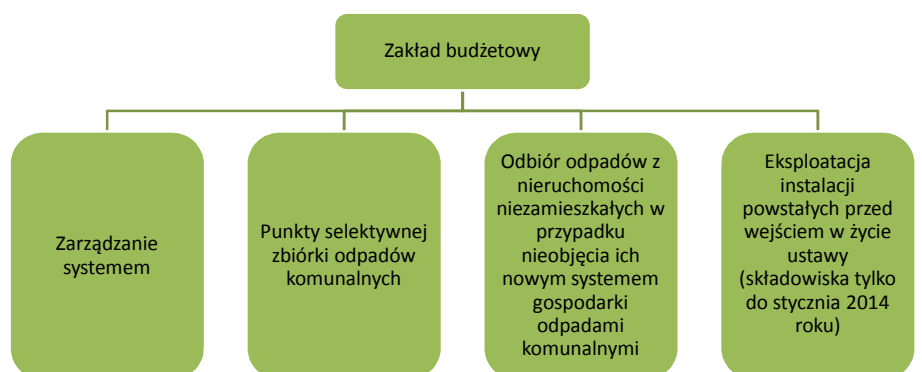 Zakład budżetowy
Zarządzanie
systemem
Punkty selektywnej
zbiórki odpadów
komunalnych
Odbiór odpadów z
nieruchomości
niezamieszkałych w
przypadku
nieobjęcia ich
nowym systemem
gospodarki
odpadami
komunalnymi
Eksploatacja
instalacji
powstałych przed
wejściem w życie
ustawy
(składowiska tylko
do stycznia 2014
roku)